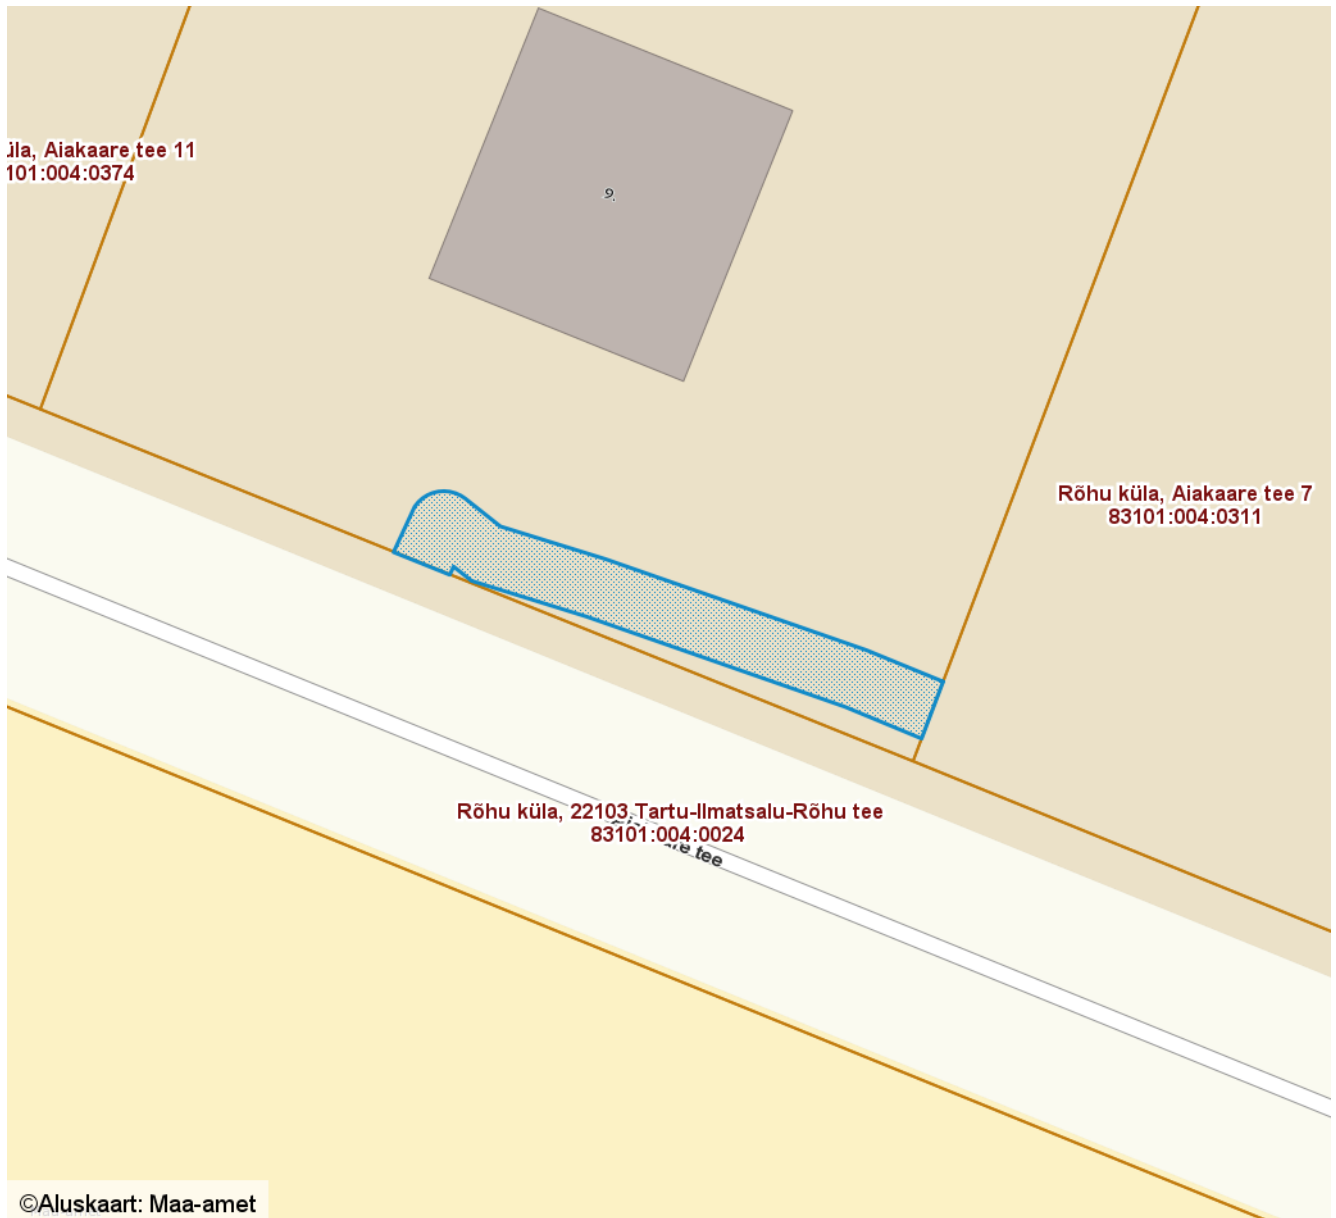 üla, Aiakaare tee 11
101:004:0374
9.
Rõhu küla, Aiakaare tee 7
83101:004:0311
Rõhu küla, 22103 Tartu-Ilmatsalu-Rõhu tee
83101:004:0024
tee
©Aluskaart: Maa-amet